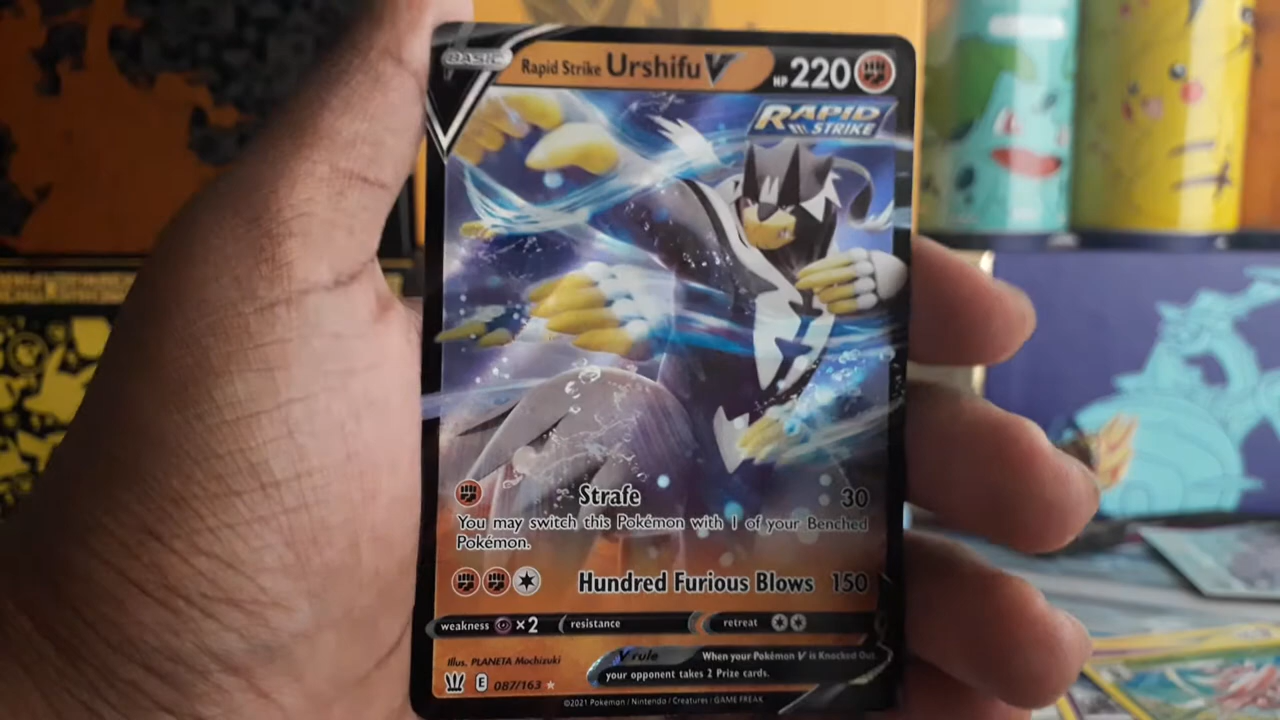 BASIC
Rapid Strike Urshifu V HP 220
RAPID
STRIKE
Strafe 30
You may switch this Pokémon with 1 of your Benched
Pokémon.
Hundred Furious Blows 150
weakness ×2 resistance retreat
Illus. PLANETA Mochizuki
V rule When your Pokémon V is Knocked Out,
your opponent takes 2 Prize cards.
E 087/163 ★
©2021 Pokémon / Nintendo / Creatures / GAME FREAK